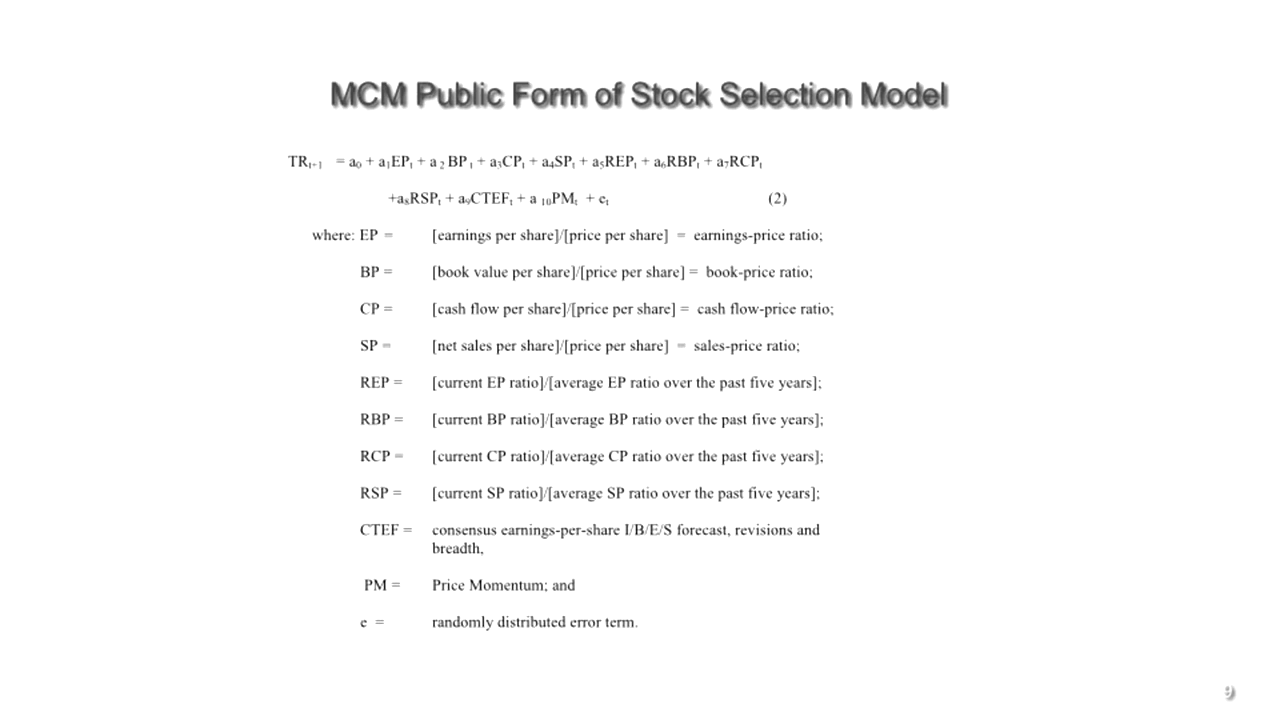 MCM Public Form of Stock Selection Model
TRt+1 = a0 + a1EPt + a 2 BP t + a3CPt + a4SPt + a5REPt + a6RBPt + a7RCPt
+a8RSPt + a9CTEFt + a 10PMt + et (2)
where: EP = [earnings per share]/[price per share] = earnings-price ratio;
BP = [book value per share]/[price per share] = book-price ratio;
CP = [cash flow per share]/[price per share] = cash flow-price ratio;
SP = [net sales per share]/[price per share] = sales-price ratio;
REP = [current EP ratio]/[average EP ratio over the past five years];
RBP = [current BP ratio]/[average BP ratio over the past five years];
RCP = [current CP ratio]/[average CP ratio over the past five years];
RSP = [current SP ratio]/[average SP ratio over the past five years];
CTEF = consensus earnings-per-share I/B/E/S forecast, revisions and
breadth,
PM = Price Momentum; and
e = randomly distributed error term.
9